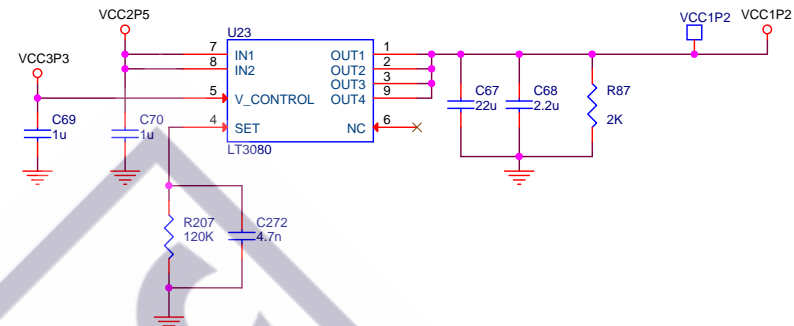 VCC2P5
VCC3P3
VCC1P2
VCC1P2
U23
7
IN1
OUT1
1
8
IN2
OUT2
2
OUT3
3
5
V_CONTROL
OUT4
9
4
SET
NC
6
LT3080
C69
1u
C70
1u
C67
22u
C68
2.2u
R87
2K
R207
120K
C272
4.7n